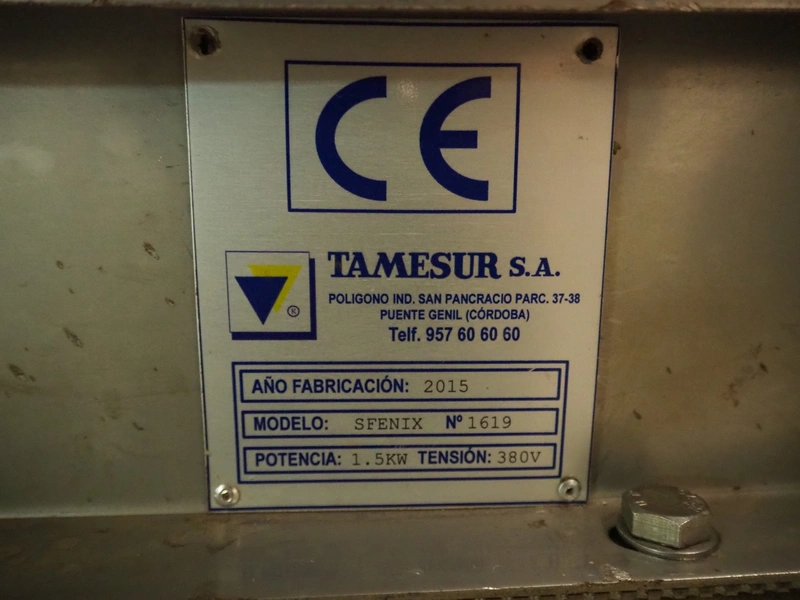 CE
TAMESUR S.A.
®
POLIGONO IND. SAN PANCRACIO PARC. 37-38
PUENTE GENIL (CÓRDOBA)
Telf. 957 60 60 60
AÑO FABRICACIÓN: 2015
MODELO: SFENIX Nº 1619
POTENCIA: 1.5KW TENSIÓN: 380V